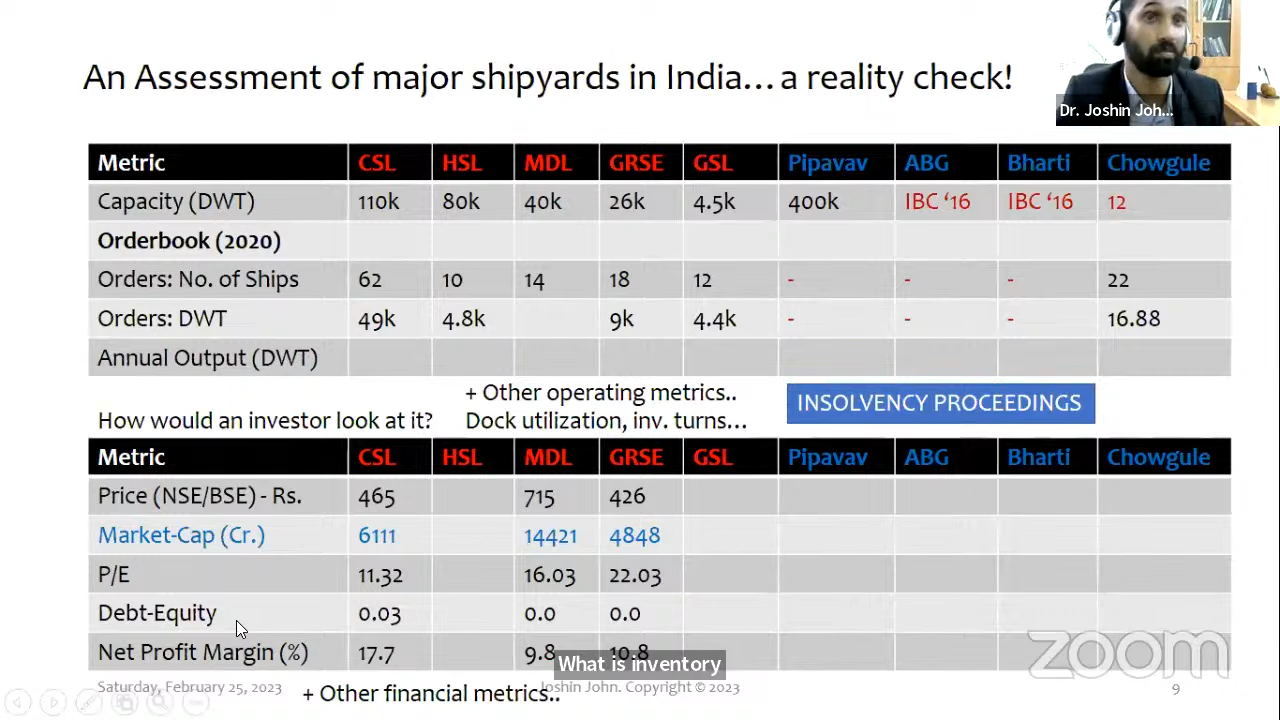 An Assessment of major shipyards in India... a reality check!
Dr. Joshin Joh...
Metric CSL HSL MDL GRSE GSL Pipavav ABG Bharti Chowgule
Capacity (DWT) 110k 80k 40k 26k 4.5k 400k IBC ‘16 IBC ‘16 12
Orderbook (2020)
Orders: No. of Ships 62 10 14 18 12 - - - 22
Orders: DWT 49k 4.8k 9k 4.4k - - - 16.88
Annual Output (DWT)
+ Other operating metrics..
INSOLVENCY PROCEEDINGS
How would an investor look at it? Dock utilization, inv. turns...
Metric CSL HSL MDL GRSE GSL Pipavav ABG Bharti Chowgule
Price (NSE/BSE) - Rs. 465 715 426
Market-Cap (Cr.) 6111 14421 4848
P/E 11.32 16.03 22.03
Debt-Equity 0.03 0.0 0.0
Net Profit Margin (%) 17.7 9.8 10.8
What is inventory
zoom
Saturday, February 25, 2023 + Other financial metrics.. Joshin John. Copyright © 2023 9